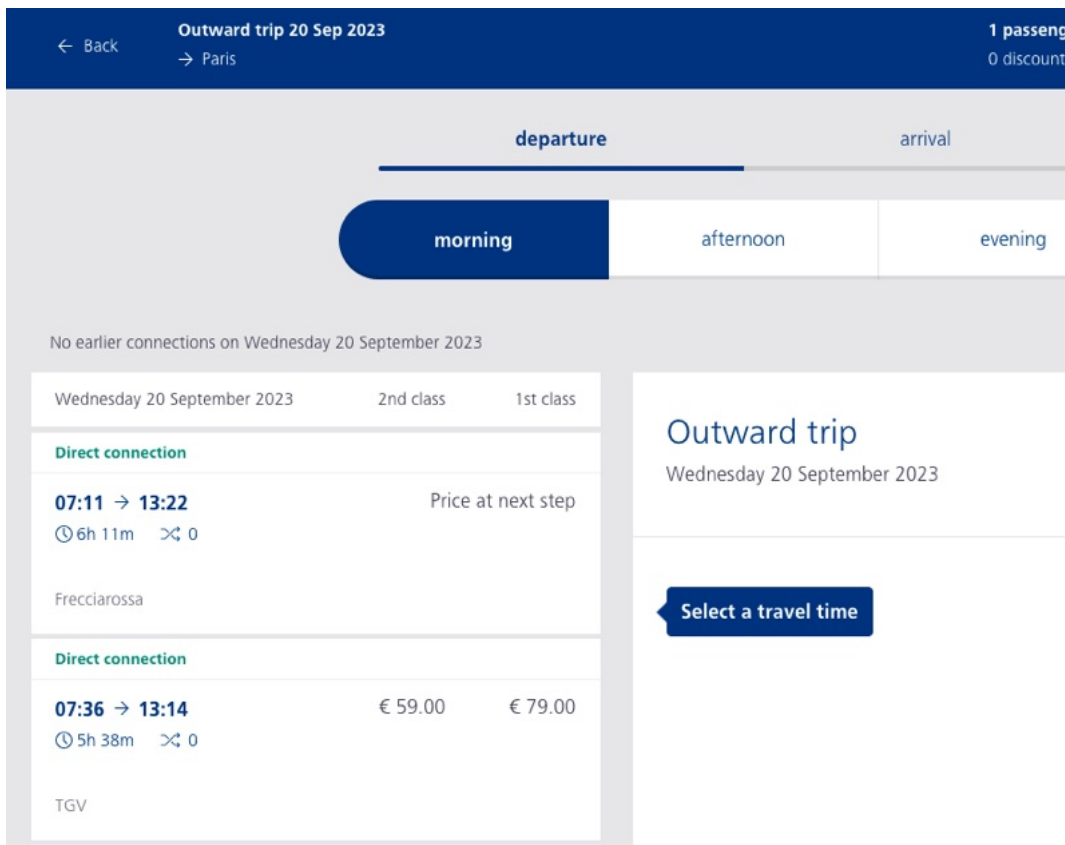 ← Back
Outward trip 20 Sep 2023
→ Paris
1
0 discount
departure
arrival
morning
afternoon
evening
No earlier connections on Wednesday 20 September 2023
Wednesday 20 September 2023 2nd class 1st class
Direct connection
07:11 → 13:22 Price at next step
6h 11m 0
Frecciarossa
Direct connection
07:36 → 13:14 € 59.00 € 79.00
5h 38m 0
TGV
Outward trip
Wednesday 20 September 2023
Select a travel time